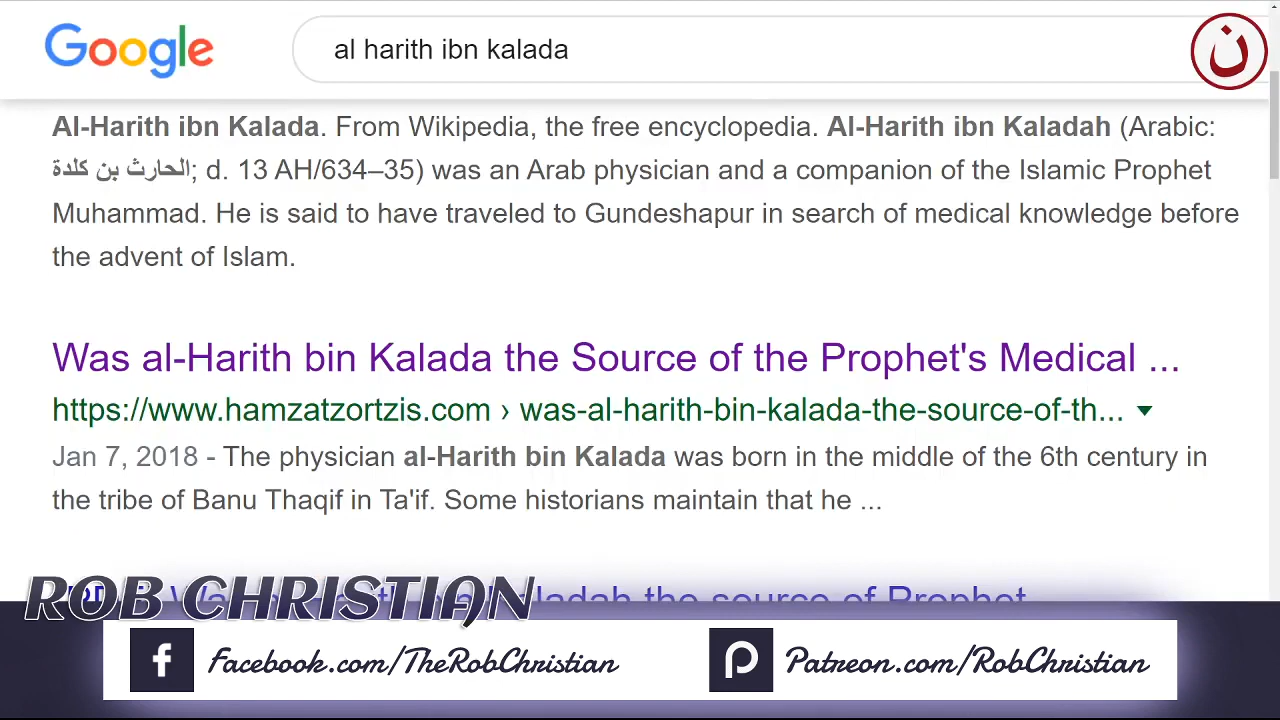 Google
al harith ibn kalada
ن
Al-Harith ibn Kalada. From Wikipedia, the free encyclopedia. Al-Harith ibn Kaladah (Arabic:
الحارث بن كلدة; d. 13 AH/634–35) was an Arab physician and a companion of the Islamic Prophet
Muhammad. He is said to have traveled to Gundeshapur in search of medical knowledge before
the advent of Islam.
Was al-Harith bin Kalada the Source of the Prophet's Medical ...
https://www.hamzatzortzis.com › was-al-harith-bin-kalada-the-source-of-th...
Jan 7, 2018 - The physician al-Harith bin Kalada was born in the middle of the 6th century in
the tribe of Banu Thaqif in Ta'if. Some historians maintain that he ...
the source of Prophet
ROB CHRISTIAN
Facebook.com/TheRobChristian
Patreon.com/RobChristian